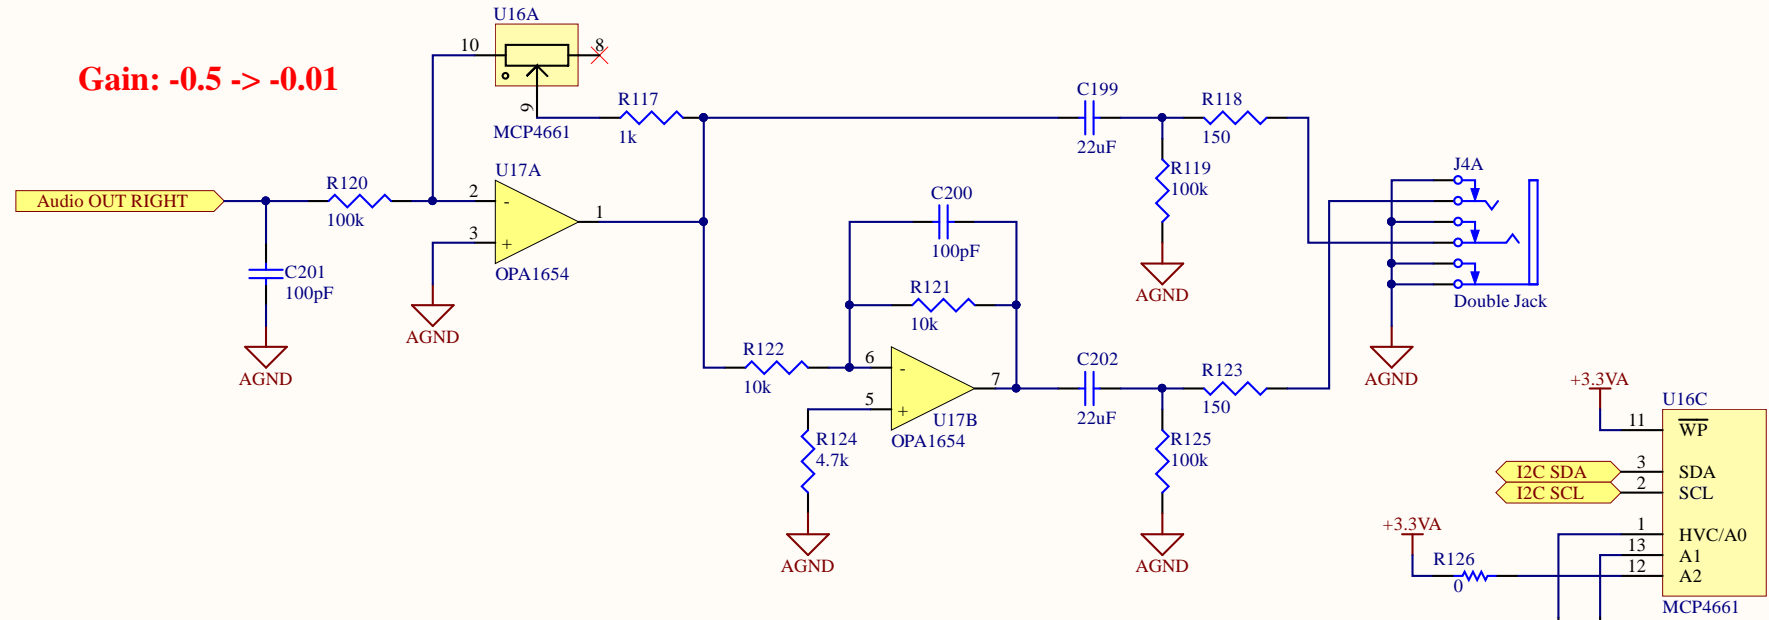 U16A
10
8
Gain: -0.5 -> -0.01
9
MCP4661
R117
1k
C199
22uF
R118
150
U17A
J4A
R119
100k
Audio OUT RIGHT
R120
100k
2
-
3
+
1
OPA1654
C200
100pF
C201
100pF
AGND
AGND
AGND
R121
10k
Double Jack
R122
10k
6
-
5
+
7
U17B
OPA1654
C202
22uF
R123
150
AGND
R124
4.7k
R125
100k
AGND
AGND
+3.3VA
U16C
11
WP
I2C SDA
3
SDA
I2C SCL
2
SCL
+3.3VA
1
HVC/A0
13
A1
R126
0
12
A2
MCP4661